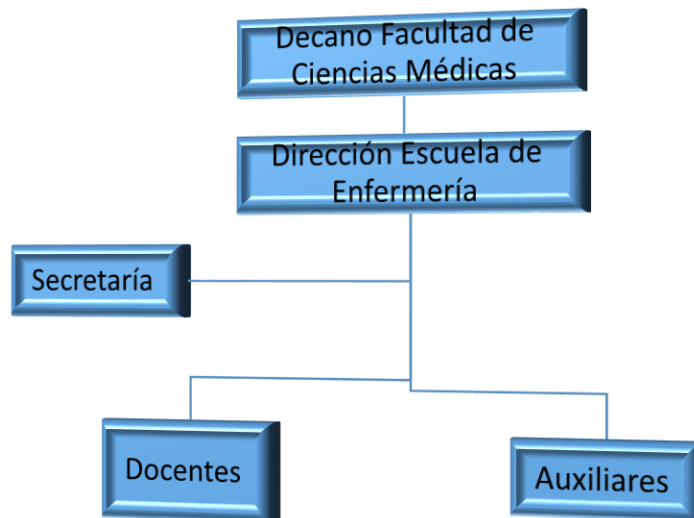 Decano Facultad de
Ciencias Médicas
Dirección Escuela de
Enfermería
Secretaría
Docentes
Auxiliares